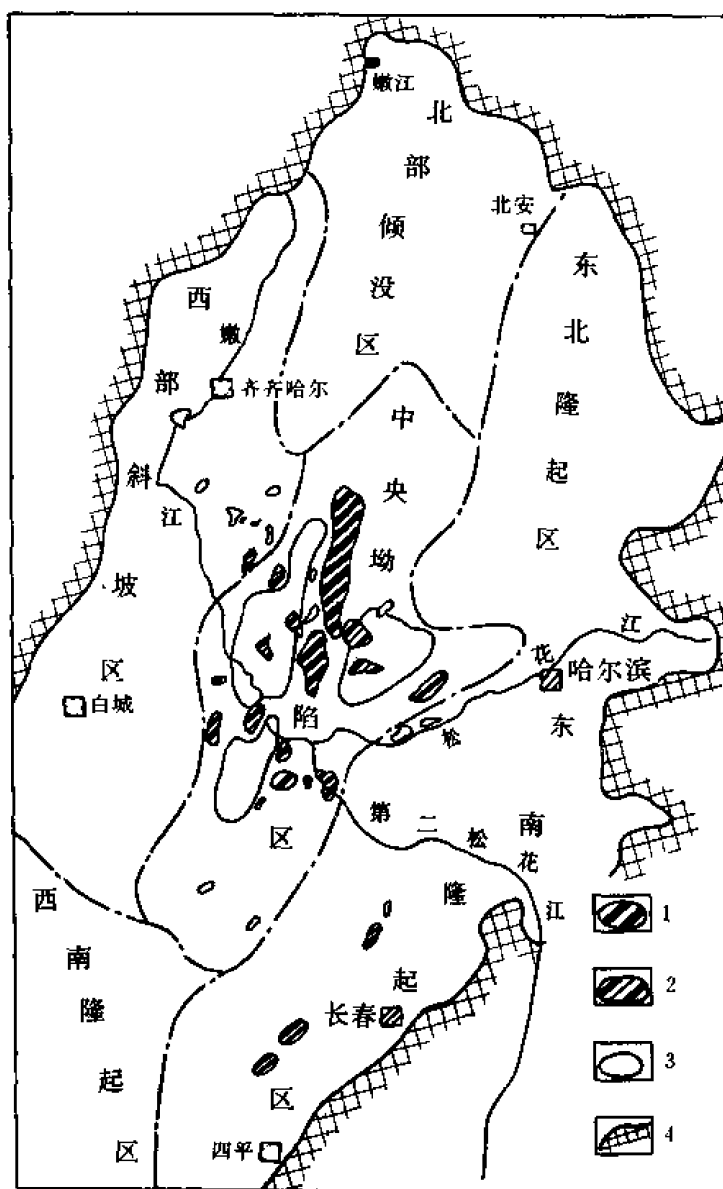 嫩江
北部倾没区
北安
东北隆起区
西部斜坡区
嫩江
齐齐哈尔
中央坳陷区
松花江
哈尔滨
白城
东南隆起区
第二松花江
西南隆起区
长春
四平
1
2
3
4